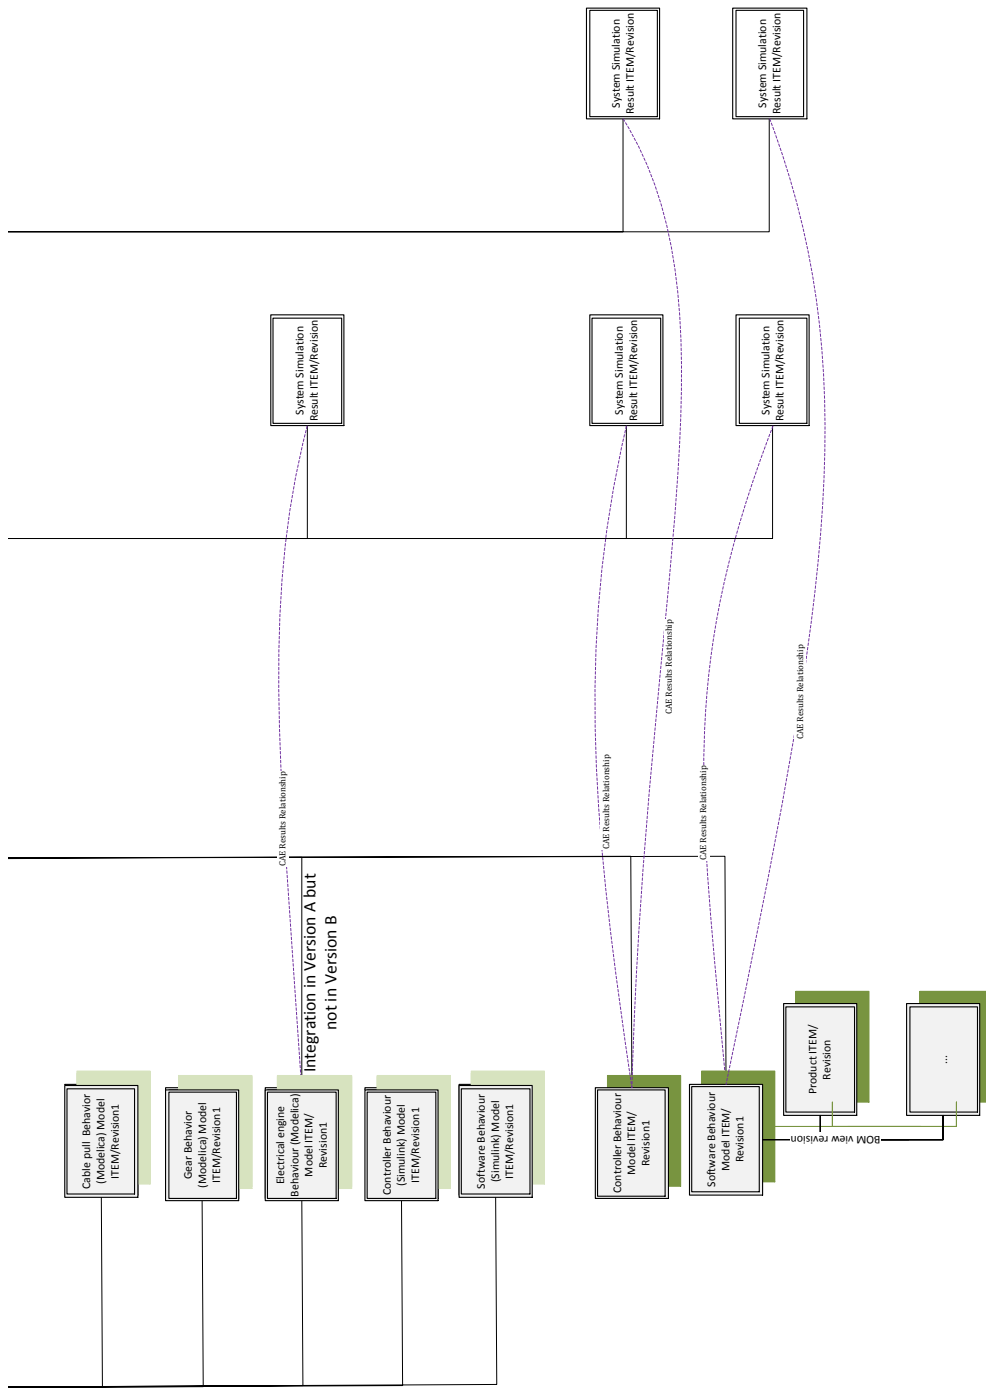 System Simulation
Result ITEM/Revision
System Simulation
Result ITEM/Revision
System Simulation
Result ITEM/Revision
System Simulation
Result ITEM/Revision
System Simulation
Result ITEM/Revision
CAE Results Relationship
CAE Results Relationship
CAE Results Relationship
CAE Results Relationship
CAE Results Relationship
Integration in Version A but
not in Version B
Cable pull Behavior
(Modelica) Model
ITEM/Revision1
Gear Behavior
(Modelica) Model
ITEM/Revision1
Electrical engine
Behaviour (Modelica)
Model ITEM/
Revision1
Controller Behaviour
(Simulink) Model
ITEM/Revision1
Software Behaviour
(Simulink) Model
ITEM/Revision1
Controller Behaviour
Model ITEM/
Revision1
Software Behaviour
Model ITEM/
Revision1
Product ITEM/
Revision
...
BOM view revision